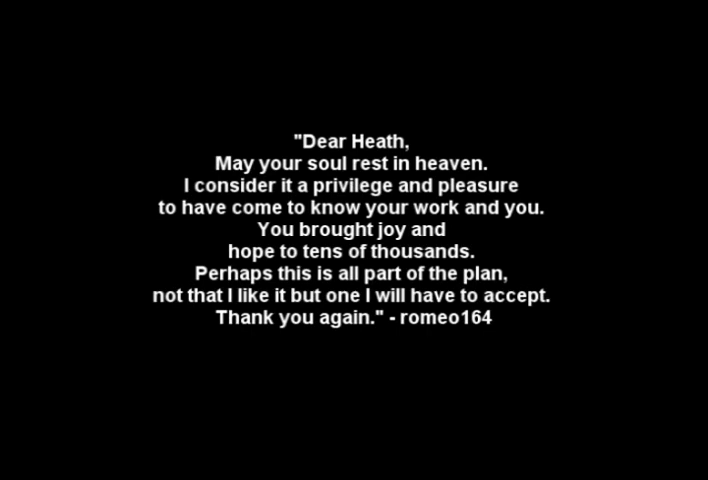 "Dear Heath,
May your soul rest in heaven.
I consider it a privilege and pleasure
to have come to know your work and you.
You brought joy and
hope to tens of thousands.
Perhaps this is all part of the plan,
not that I like it but one I will have to accept.
Thank you again." - romeo164